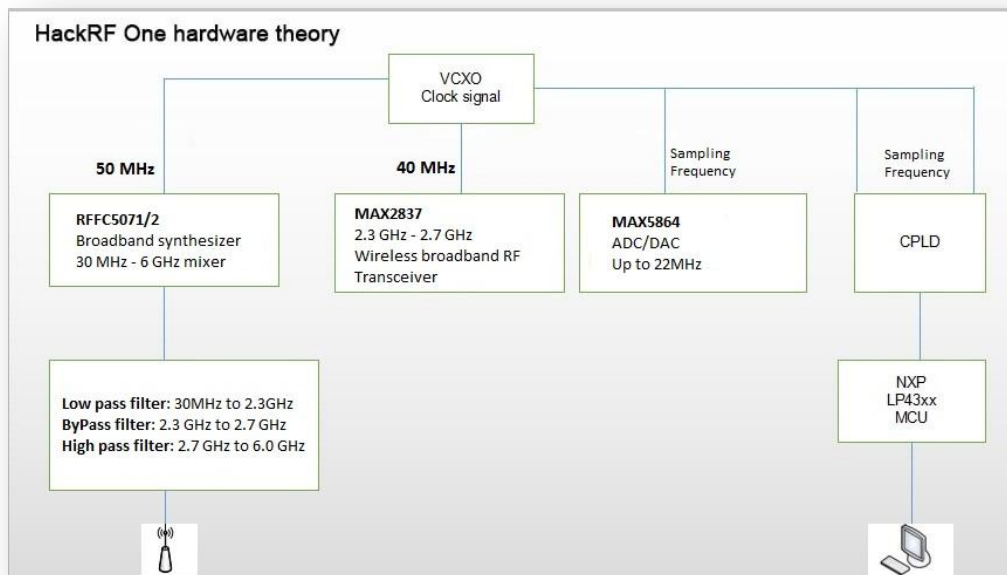 HackRF One hardware theory
VCXO
Clock signal
50 MHz
40 MHz
Sampling
Frequency
Sampling
Frequency
RFFC5071/2
Broadband synthesizer
30 MHz - 6 GHz mixer
MAX2837
2.3 GHz - 2.7 GHz
Wireless broadband RF
Transceiver
MAX5864
ADC/DAC
Up to 22MHz
CPLD
Low pass filter: 30MHz to 2.3GHz
ByPass filter: 2.3 GHz to 2.7 GHz
High pass filter: 2.7 GHz to 6.0 GHz
NXP
LP43xx
MCU